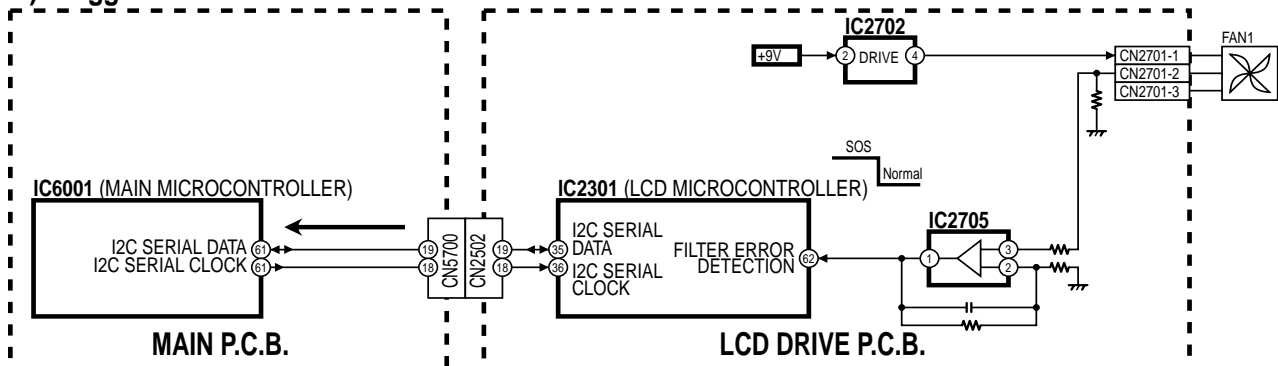 IC2702
+9V
2 DRIVE 4
CN2701-1
CN2701-2
CN2701-3
FAN1
SOS
Normal
IC6001 (MAIN MICROCONTROLLER)
I2C SERIAL DATA 61
I2C SERIAL CLOCK 61
19
18
CN5700
CN2502
19
18
IC2301 (LCD MICROCONTROLLER)
35 I2C SERIAL
DATA
36 I2C SERIAL
CLOCK
FILTER ERROR
DETECTION
62
IC2705
1
3
2
MAIN P.C.B.
LCD DRIVE P.C.B.